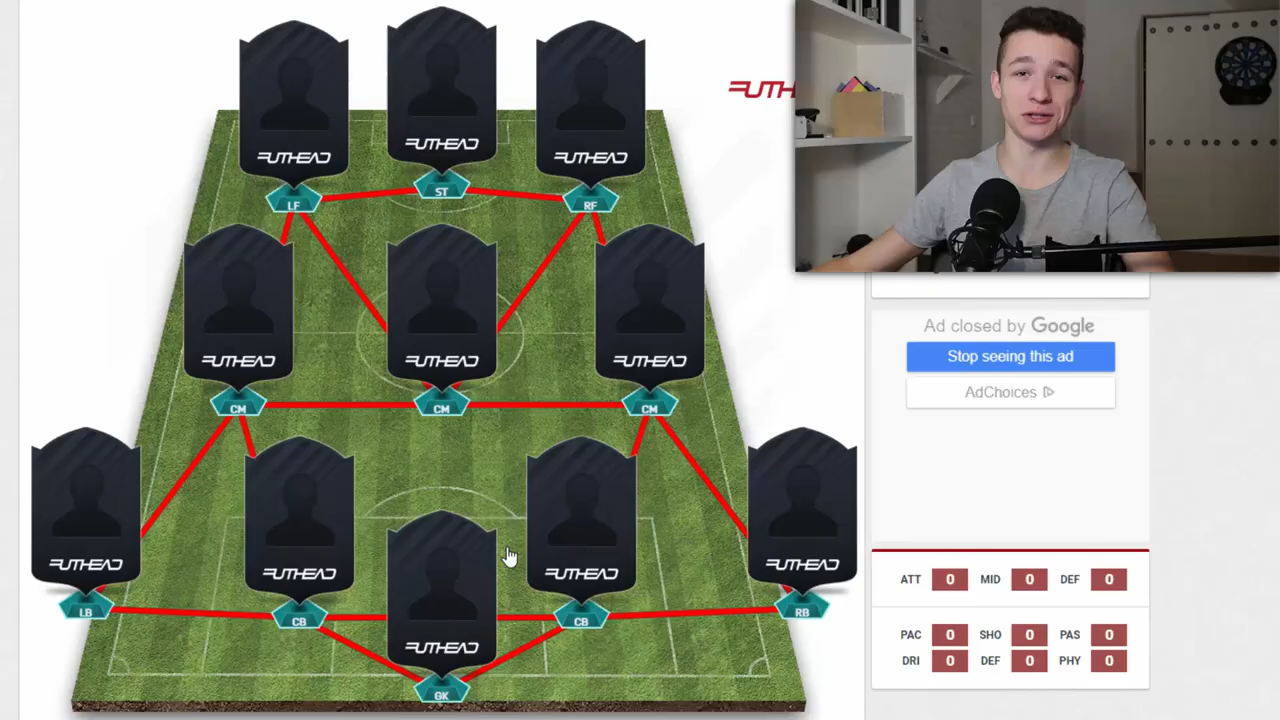 FUTHEAD
FUTHEAD
FUTHEAD
FUTH
ST
LF
RF
FUTHEAD
FUTHEAD
FUTHEAD
Ad closed by Google
Stop seeing this ad
AdChoices
CM
CM
CM
FUTHEAD
FUTHEAD
FUTHEAD
FUTHEAD
FUTHEAD
LB
CB
CB
RB
GK
ATT 0 MID 0 DEF 0
PAC 0 SHO 0 PAS 0
DRI 0 DEF 0 PHY 0